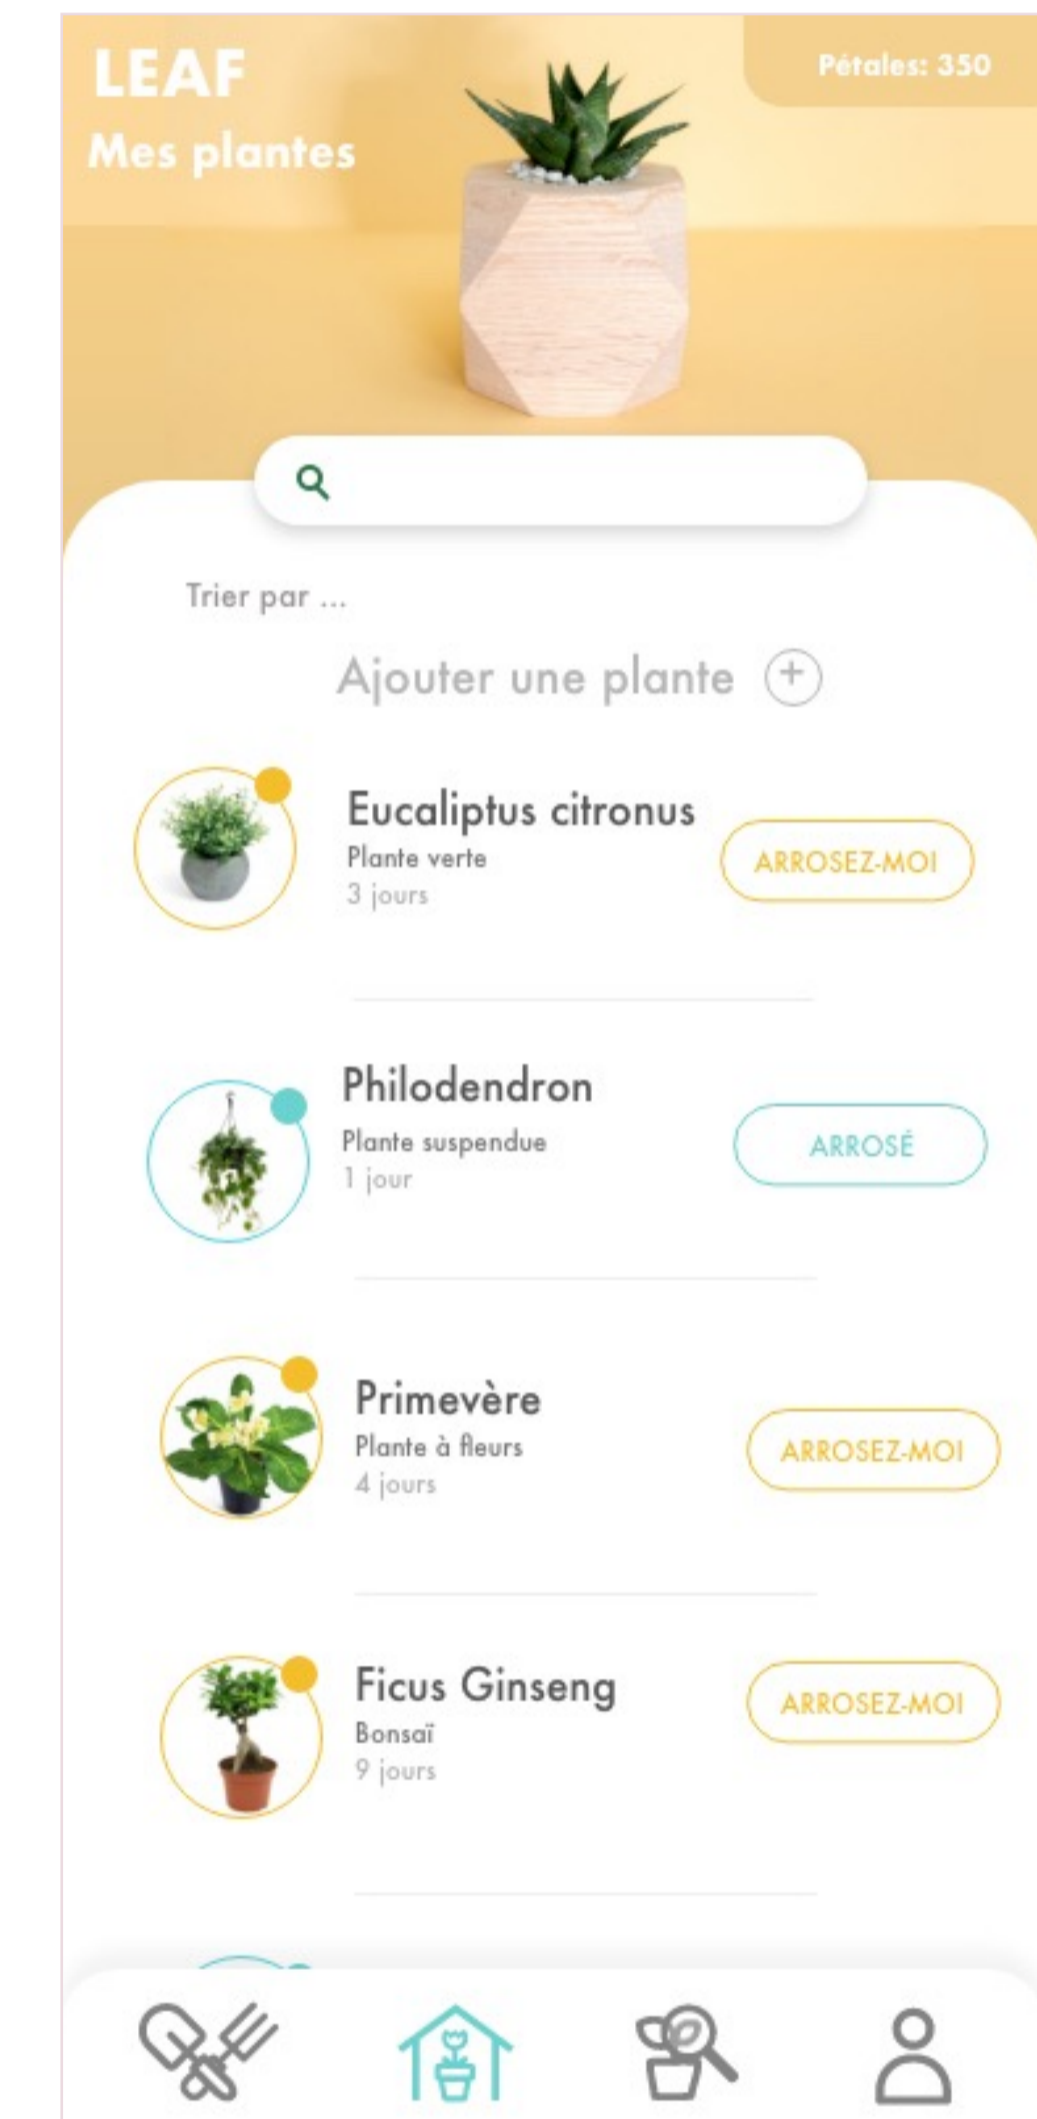 LEAF
Pétales: 350
Mes plantes
Trier par ...
Ajouter une plante +
Eucaliptus citronus
Plante verte
3 jours
ARROSEZ-MOI
Philodendron
Plante suspendue
1 jour
ARROSÉ
Primevère
Plante à fleurs
4 jours
ARROSEZ-MOI
Ficus Ginseng
Bonsaï
9 jours
ARROSEZ-MOI